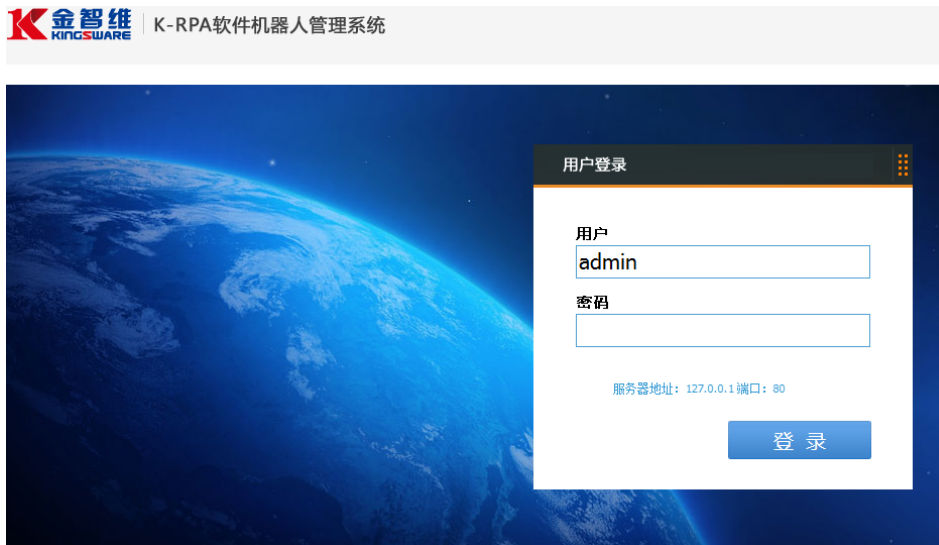 金智维
KINGSWARE
K-RPA软件机器人管理系统
用户登录
用户
admin
密码
服务器地址：127.0.0.1 端口：80
登 录